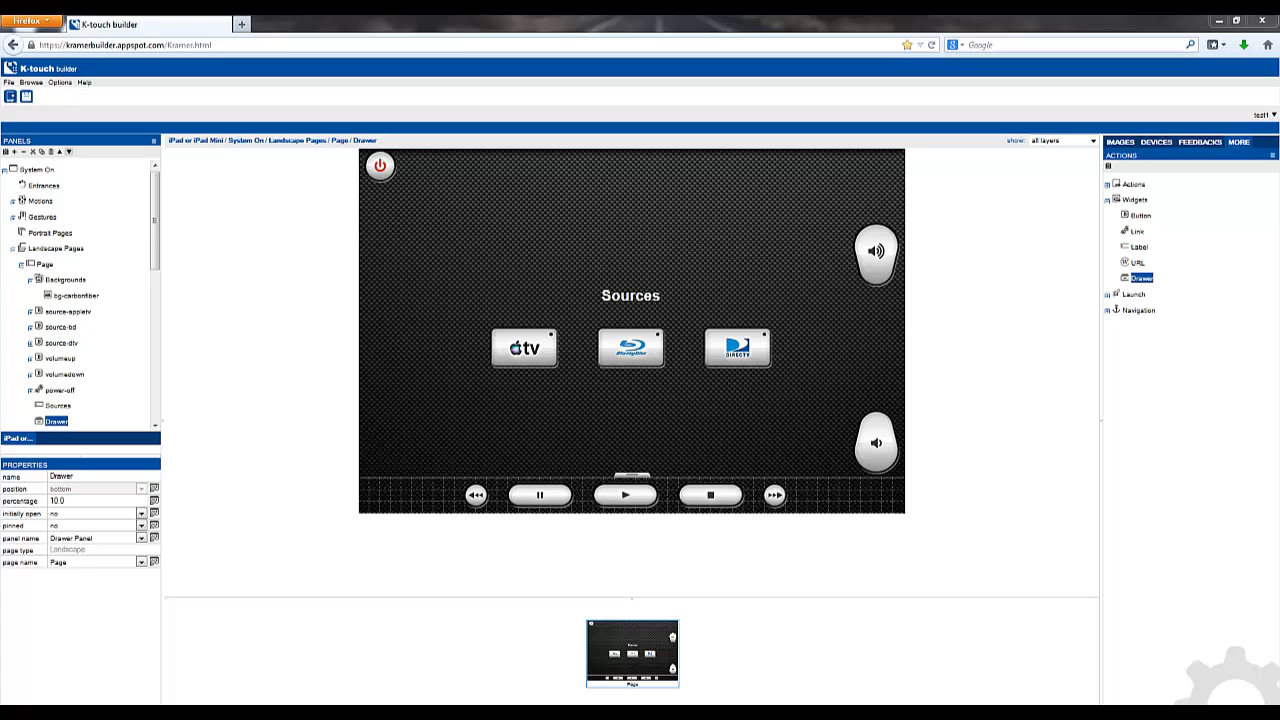 Firefox
K-touch builder
https://kramerbuilder.appspot.com/Kramer.html
Google
K-touch builder
File Browse Options Help
test1
PANELS
iPad or iPad Mini / System On / Landscape Pages / Page / Drawer
show: all layers
IMAGES DEVICES FEEDBACKS MORE
ACTIONS
System On
Entrances
Motions
Gestures
Portrait Pages
Landscape Pages
Page
Backgrounds
bg-carbonfiber
source-appletv
source-bd
source-dtv
volumeup
volumedown
power-off
Sources
Drawer
iPad or...
PROPERTIES
name Drawer
position bottom
percentage 10.0
initially open no
pinned no
panel name Drawer Panel
page type Landscape
page name Page
Sources
tv
Blu-ray Disc
DIRECTV
Page
Actions
Widgets
Button
Link
Label
URL
Drawer
Launch
Navigation